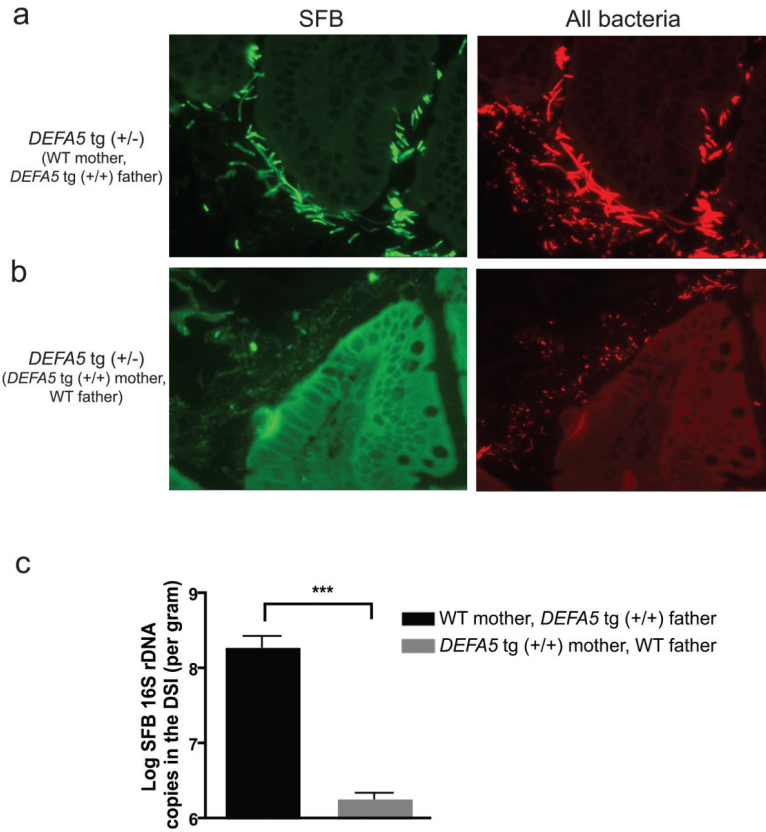 a
SFB
All bacteria
DEFA5 tg (+/-)
(WT mother,
DEFA5 tg (+/+) father)
b
DEFA5 tg (+/-)
(DEFA5 tg (+/+) mother,
WT father)
c
Log SFB 16S rDNA
copies in the DSI (per gram)
9
8
7
6
***
WT mother, DEFA5 tg (+/+) father
DEFA5 tg (+/+) mother, WT father